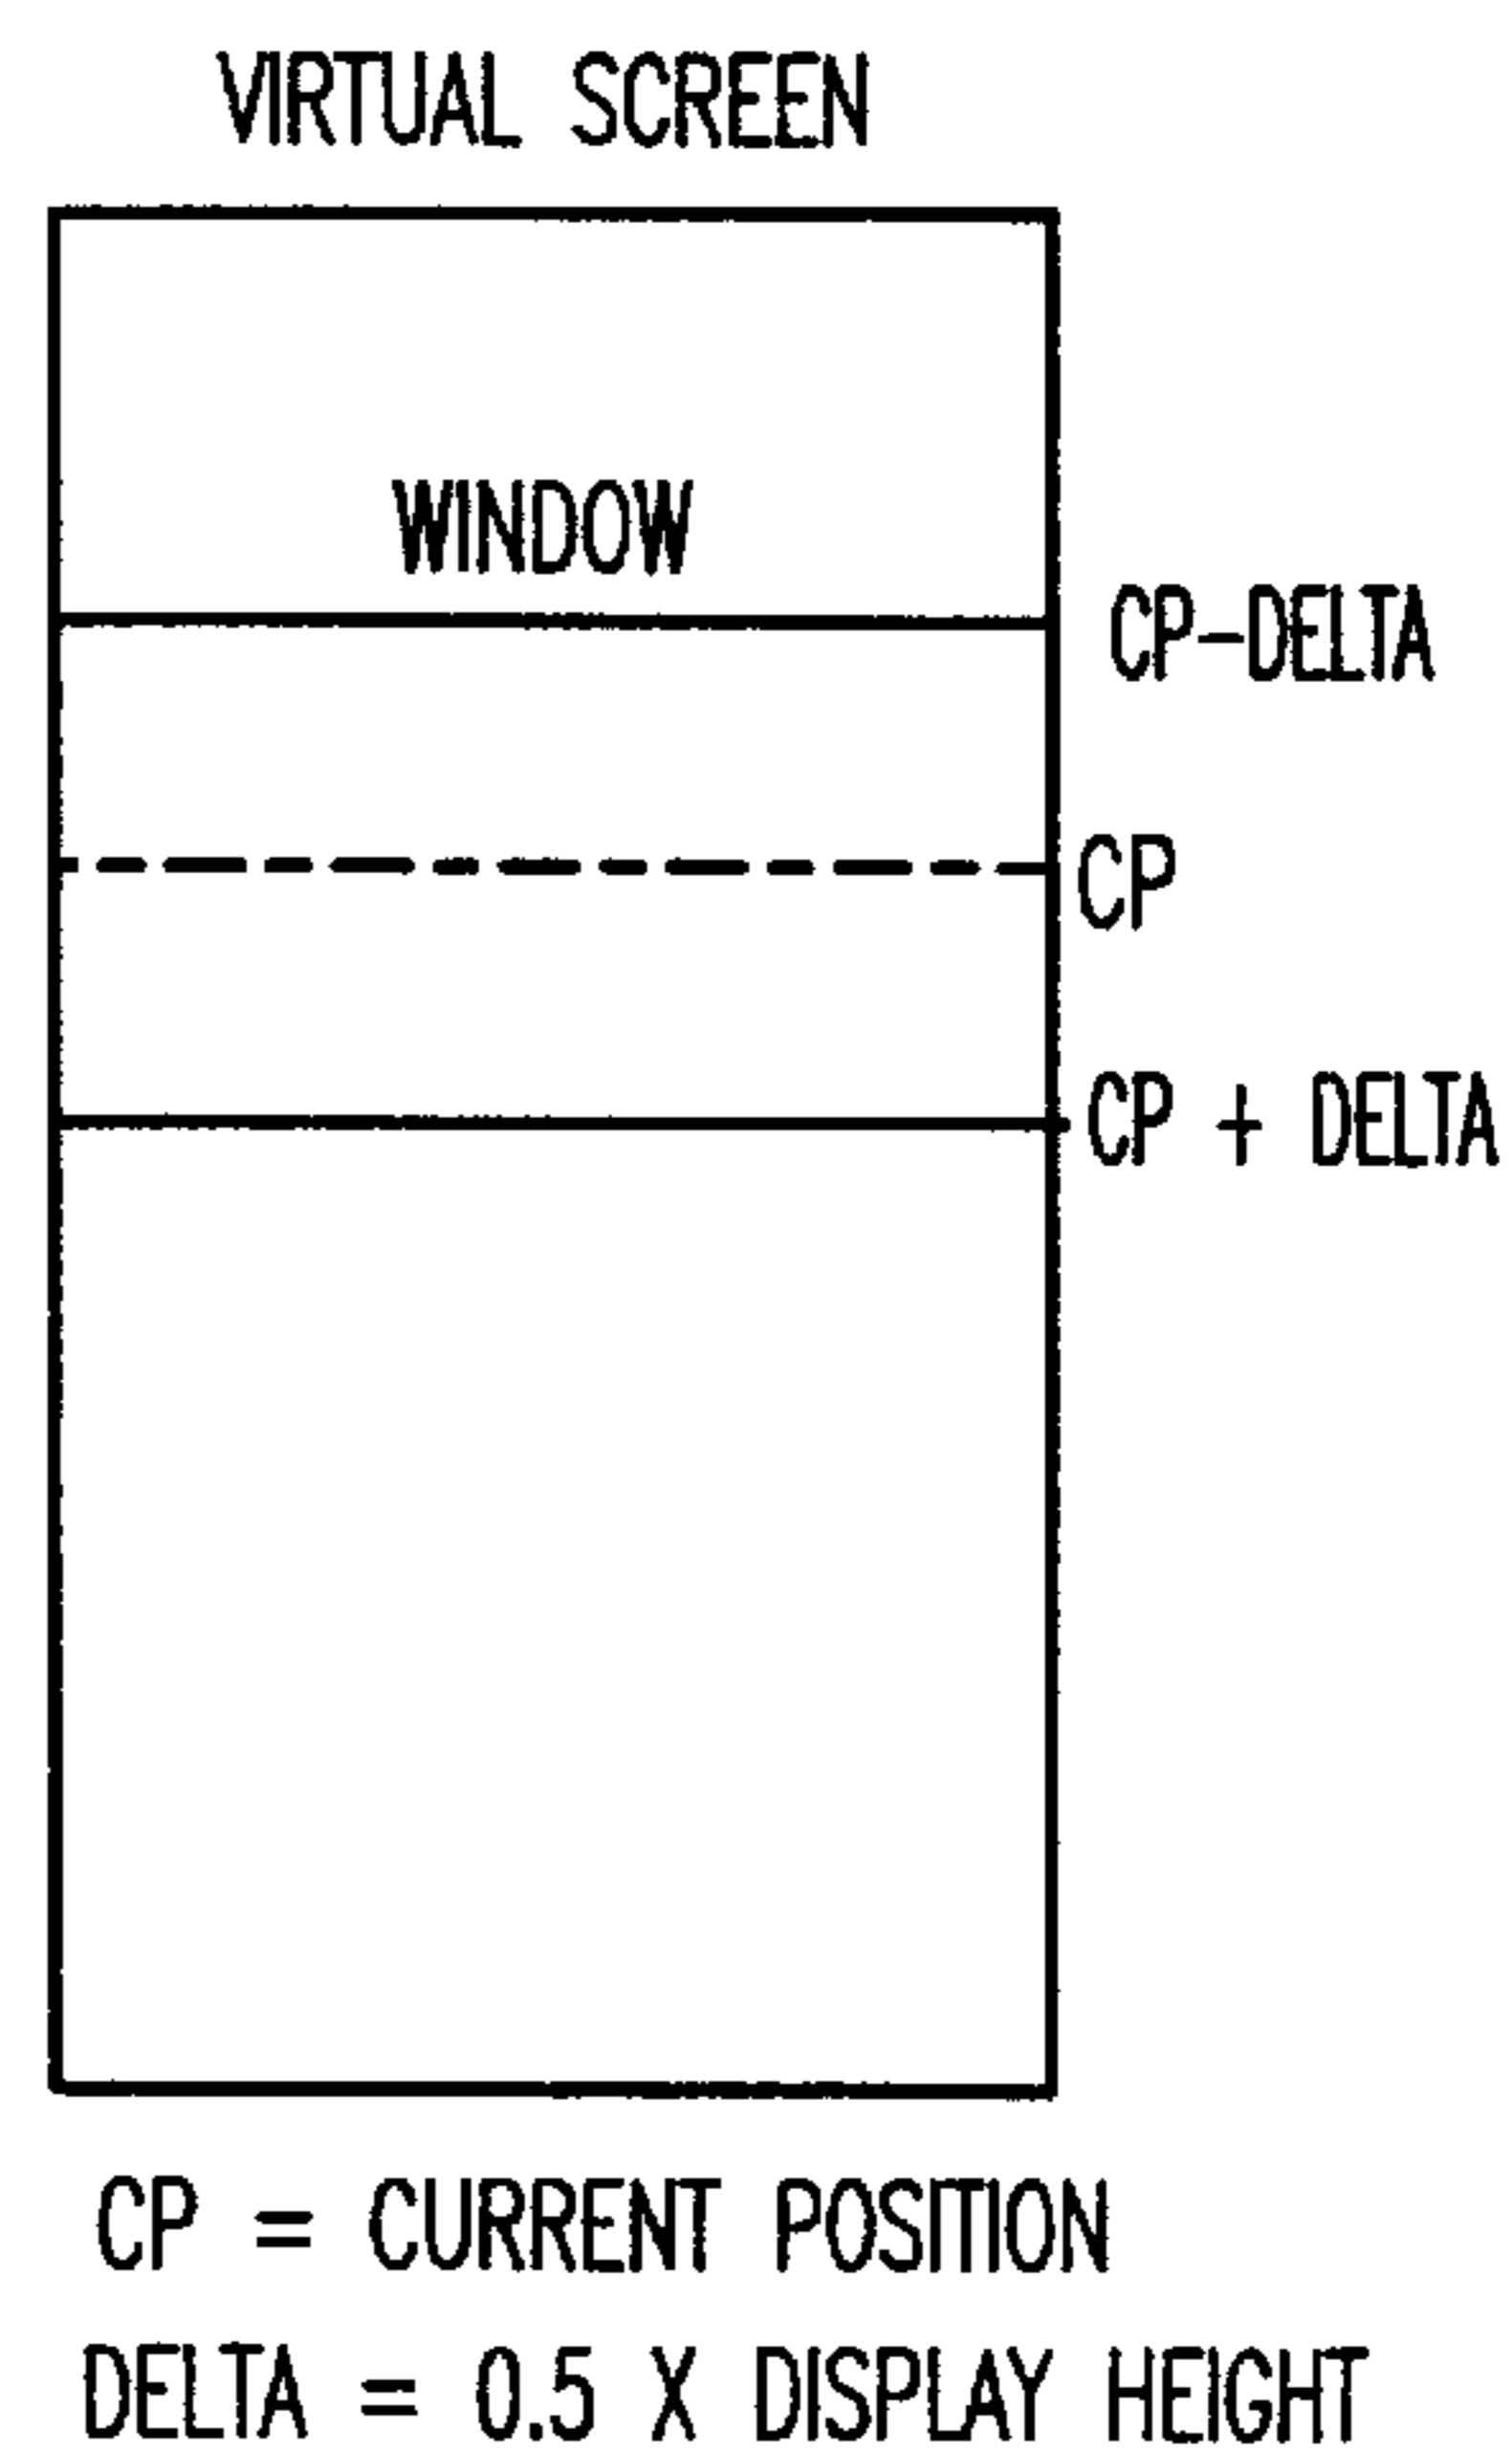 VIRTUAL SCREEN
WINDOW
CP-DELTA
CP
CP + DELTA
CP = CURRENT POSITION
DELTA = 0.5 X DISPLAY HEIGHT